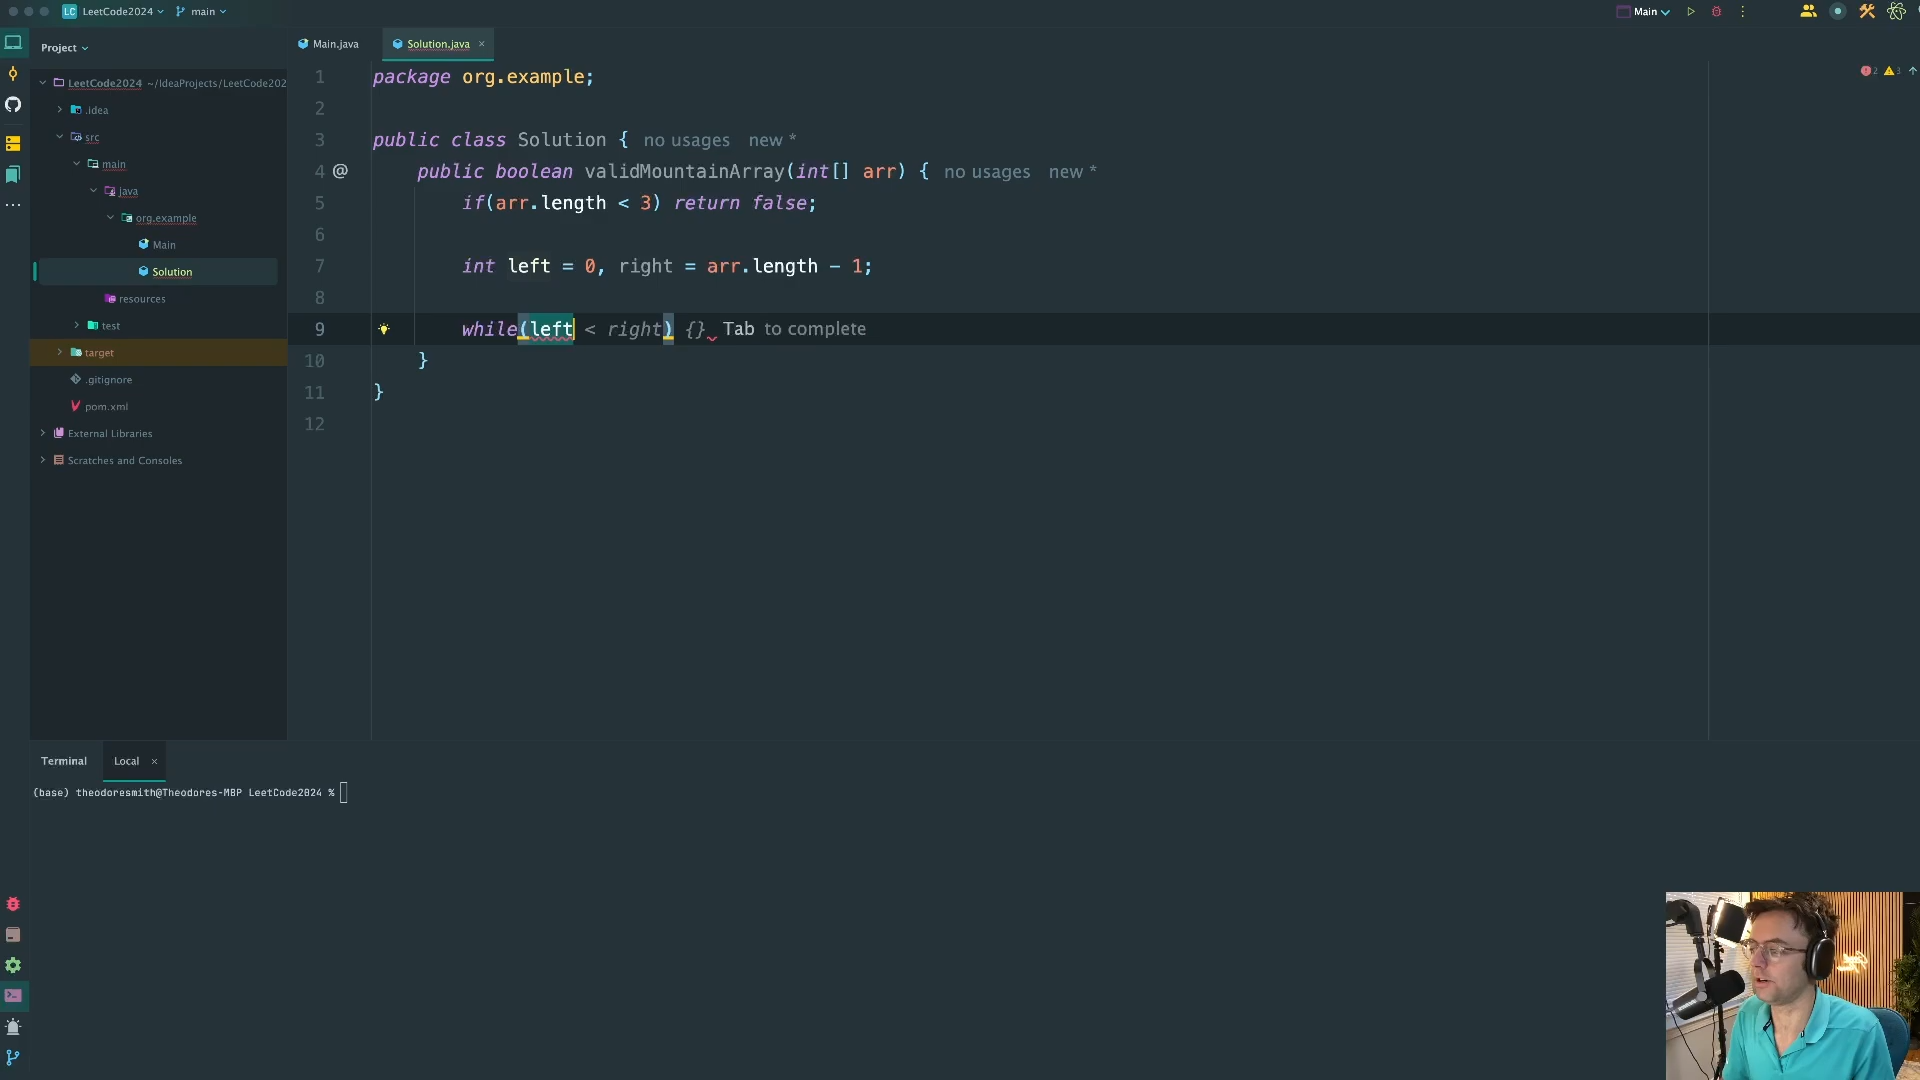 LC LeetCode2024 main Main
Project
Main.java Solution.java ×
LeetCode2024 ~/IdeaProjects/LeetCode202
.idea
src
main
java
org.example
Main
Solution
resources
test
target
.gitignore
pom.xml
External Libraries
Scratches and Consoles
2 3
1 package org.example;
2
3 public class Solution { no usages new *
4 @ public boolean validMountainArray(int[] arr) { no usages new *
5 if(arr.length < 3) return false;
6
7 int left = 0, right = arr.length - 1;
8
9 while(left < right) {} Tab to complete
10 }
11 }
12
Terminal Local ×
(base) theodoresmith@Theodores-MBP LeetCode2024 %